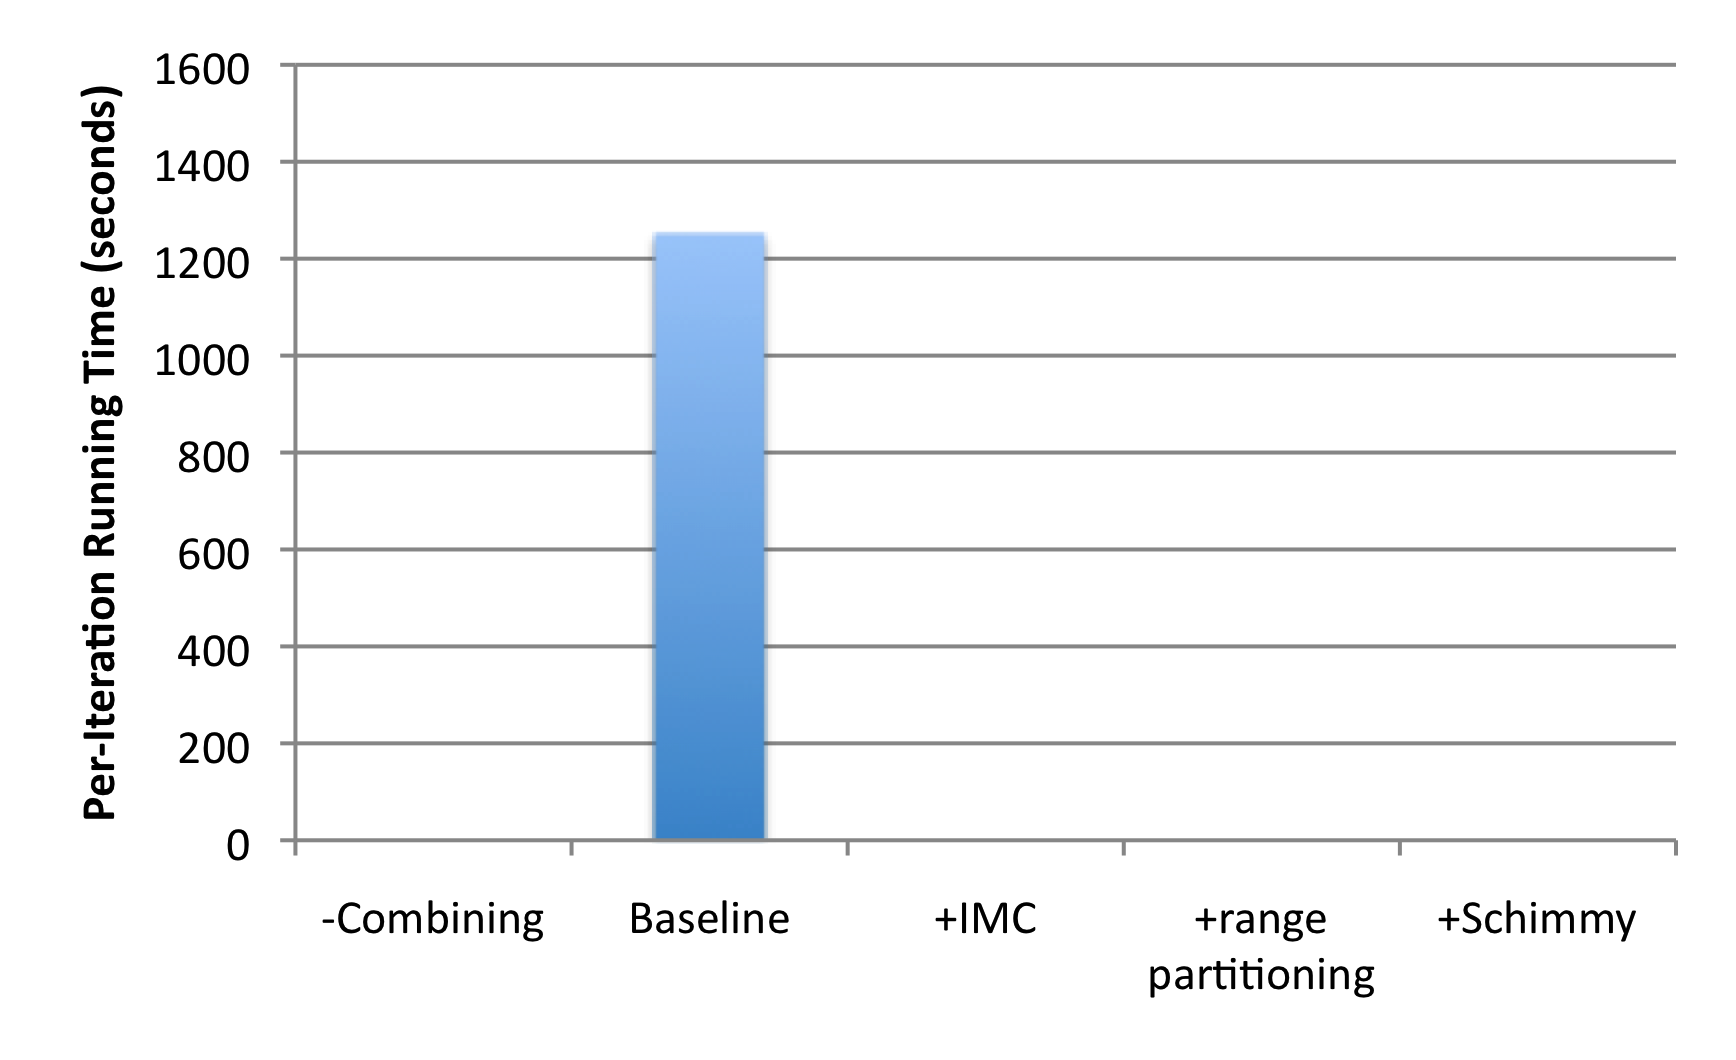 Per-Iteration Running Time (seconds)
1600
1400
1200
1000
800
600
400
200
0
-Combining
Baseline
+IMC
+range
partitioning
+Schimmy